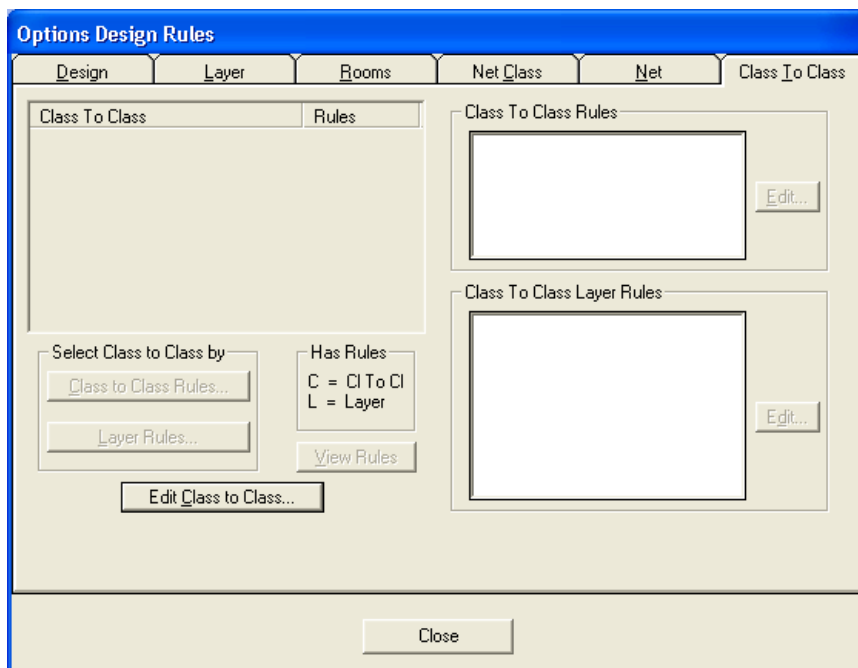 Options Design Rules
Design Layer Rooms Net Class Net Class To Class
Class To Class Rules
Class To Class Rules
Edit...
Class To Class Layer Rules
Edit...
Select Class to Class by
Class to Class Rules...
Layer Rules...
Has Rules
C = Cl To Cl
L = Layer
View Rules
Edit Class to Class...
Close